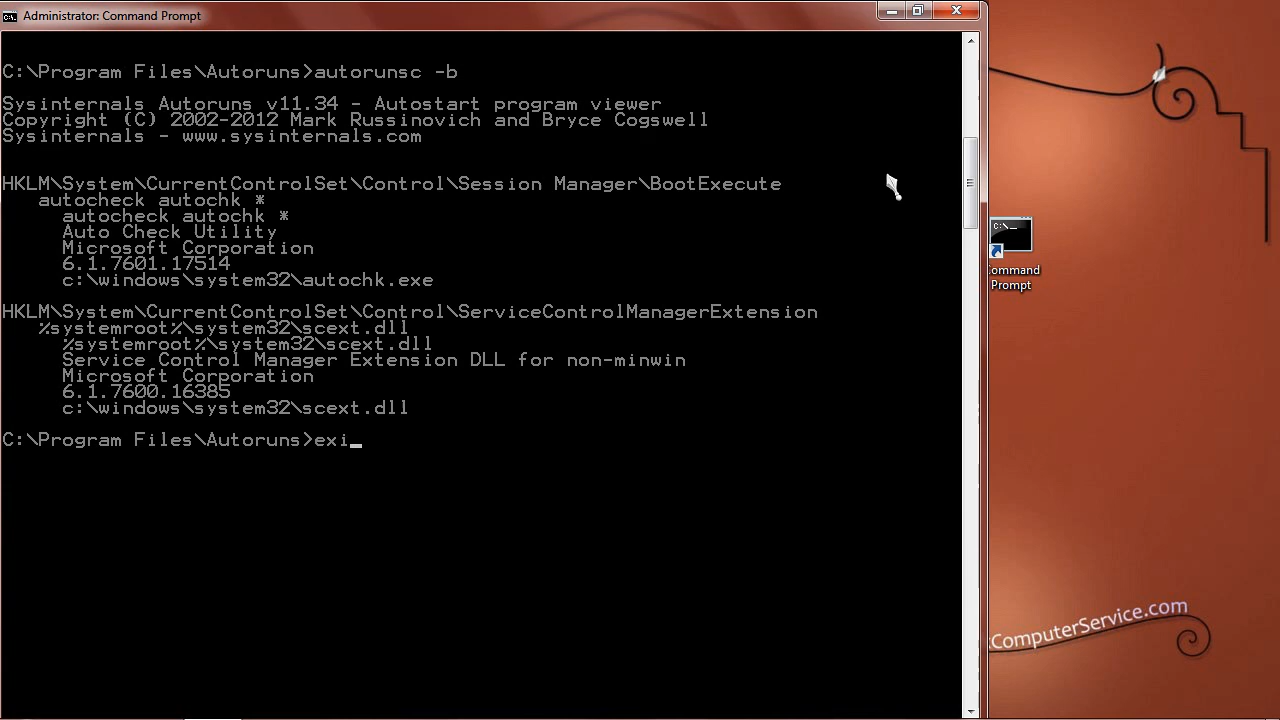 Administrator: Command Prompt
C:\Program Files\Autoruns>autorunsc -b
Sysinternals Autoruns v11.34 - Autostart program viewer
Copyright (C) 2002-2012 Mark Russinovich and Bryce Cogswell
Sysinternals - www.sysinternals.com
HKLM\System\CurrentControlSet\Control\Session Manager\BootExecute
autocheck autochk *
autocheck autochk *
Auto Check Utility
Microsoft Corporation
6.1.7601.17514
c:\windows\system32\autochk.exe
HKLM\System\CurrentControlSet\Control\ServiceControlManagerExtension
%systemroot%\system32\scext.dll
%systemroot%\system32\scext.dll
Service Control Manager Extension DLL for non-minwin
Microsoft Corporation
6.1.7600.16385
c:\windows\system32\scext.dll
C:\Program Files\Autoruns>exi_
C:\._
Command
Prompt
ComputerService.com